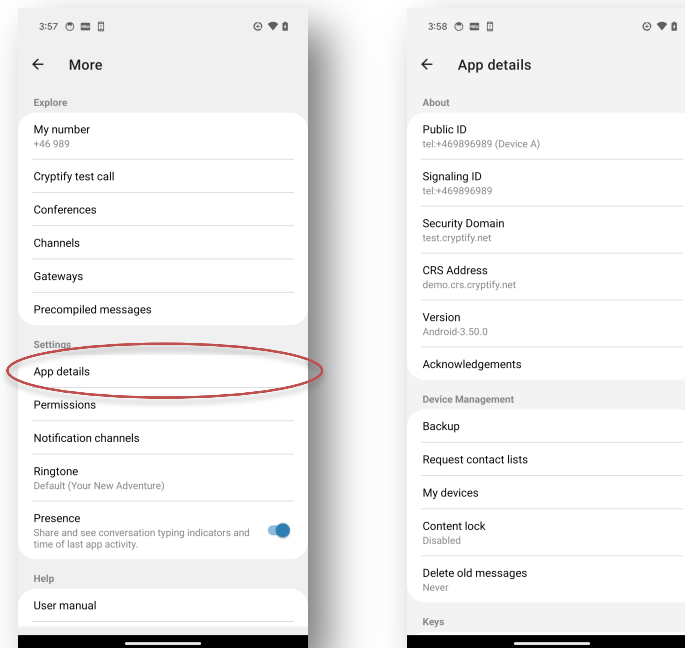 3:57
More
Explore
My number
+46 989
Cryptify test call
Conferences
Channels
Gateways
Precompiled messages
Settings
App details
Permissions
Notification channels
Ringtone
Default (Your New Adventure)
Presence
Share and see conversation typing indicators and
time of last app activity.
Help
User manual
3:58
App details
About
Public ID
tel:+469896989 (Device A)
Signaling ID
tel:+469896989
Security Domain
test.cryptify.net
CRS Address
demo.crs.cryptify.net
Version
Android-3.50.0
Acknowledgements
Device Management
Backup
Request contact lists
My devices
Content lock
Disabled
Delete old messages
Never
Keys